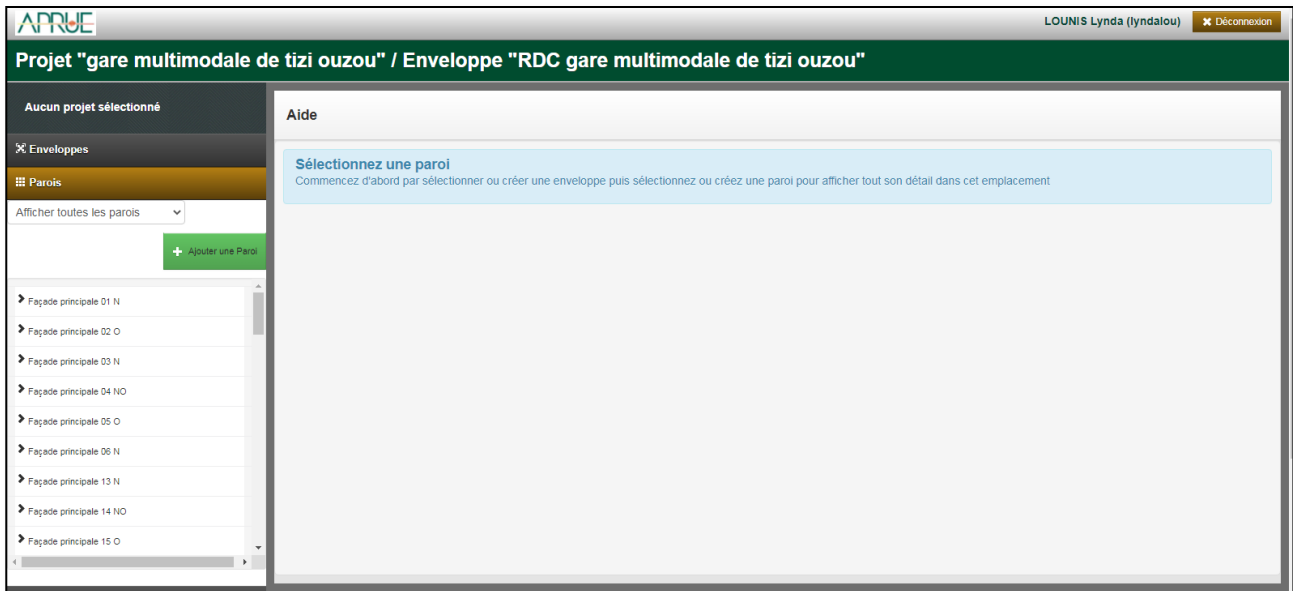 APRUE
LOUNIS Lynda (lyndalou)
Déconnexion
Projet "gare multimodale de tizi ouzou" / Enveloppe "RDC gare multimodale de tizi ouzou"
Aucun projet sélectionné
Enveloppes
Parois
Afficher toutes les parois
Ajouter une Paroi
Façade principale 01 N
Façade principale 02 O
Façade principale 03 N
Façade principale 04 NO
Façade principale 05 O
Façade principale 06 N
Façade principale 13 N
Façade principale 14 NO
Façade principale 15 O
Aide
Sélectionnez une paroi
Commencez d'abord par sélectionner ou créer une enveloppe puis sélectionnez ou créez une paroi pour afficher tout son détail dans cet emplacement